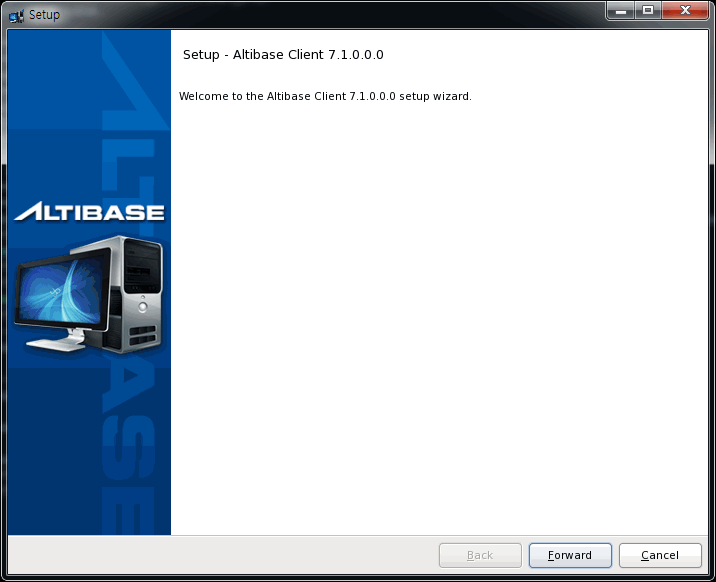 Setup
Setup - Altibase Client 7.1.0.0.0
Welcome to the Altibase Client 7.1.0.0.0 setup wizard.
ALTIBASE
ALTIBASE
Back
Forward
Cancel